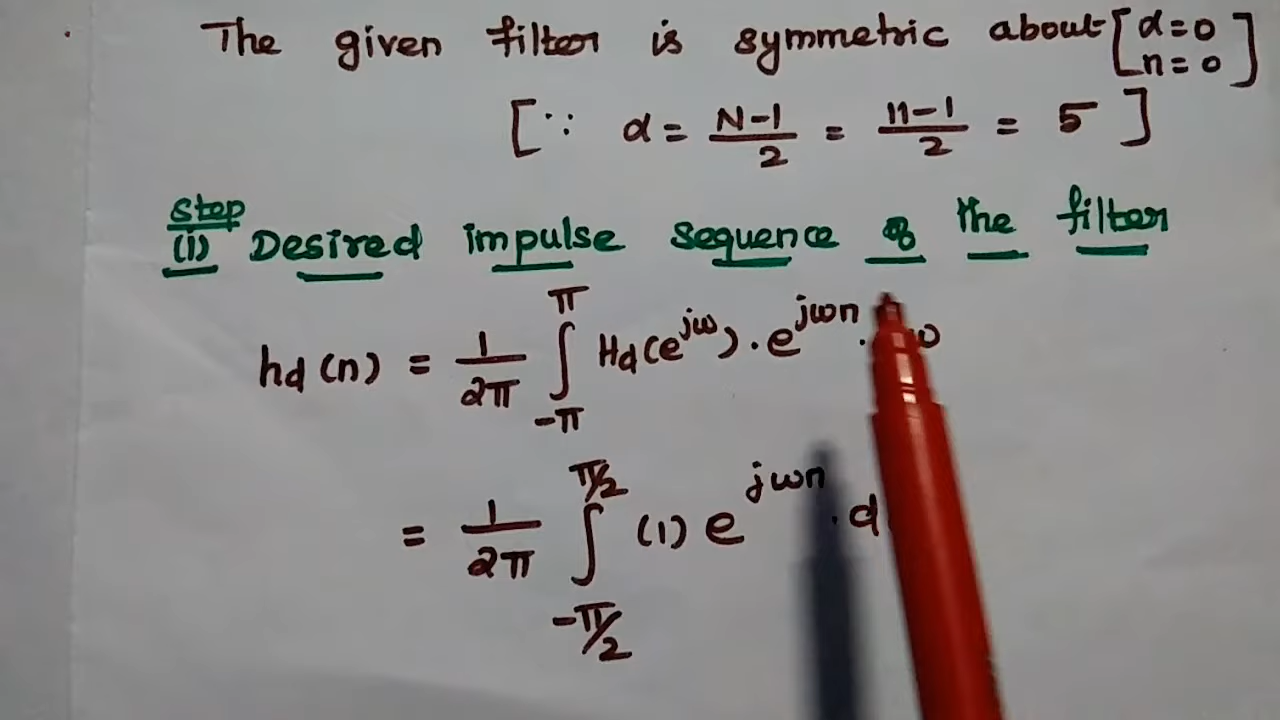 The given filter is symmetric about [α=0
n=0]
[∵ α = N-1/2 = 11-1/2 = 5]
Step
(i) Desired impulse sequence of the filter
hd(n) = 1/2π ∫_{-π}^{π} Hd(e^{jω}) . e^{jωn} . ω
= 1/2π ∫_{-π/2}^{π/2} (1) e^{jωn} . d